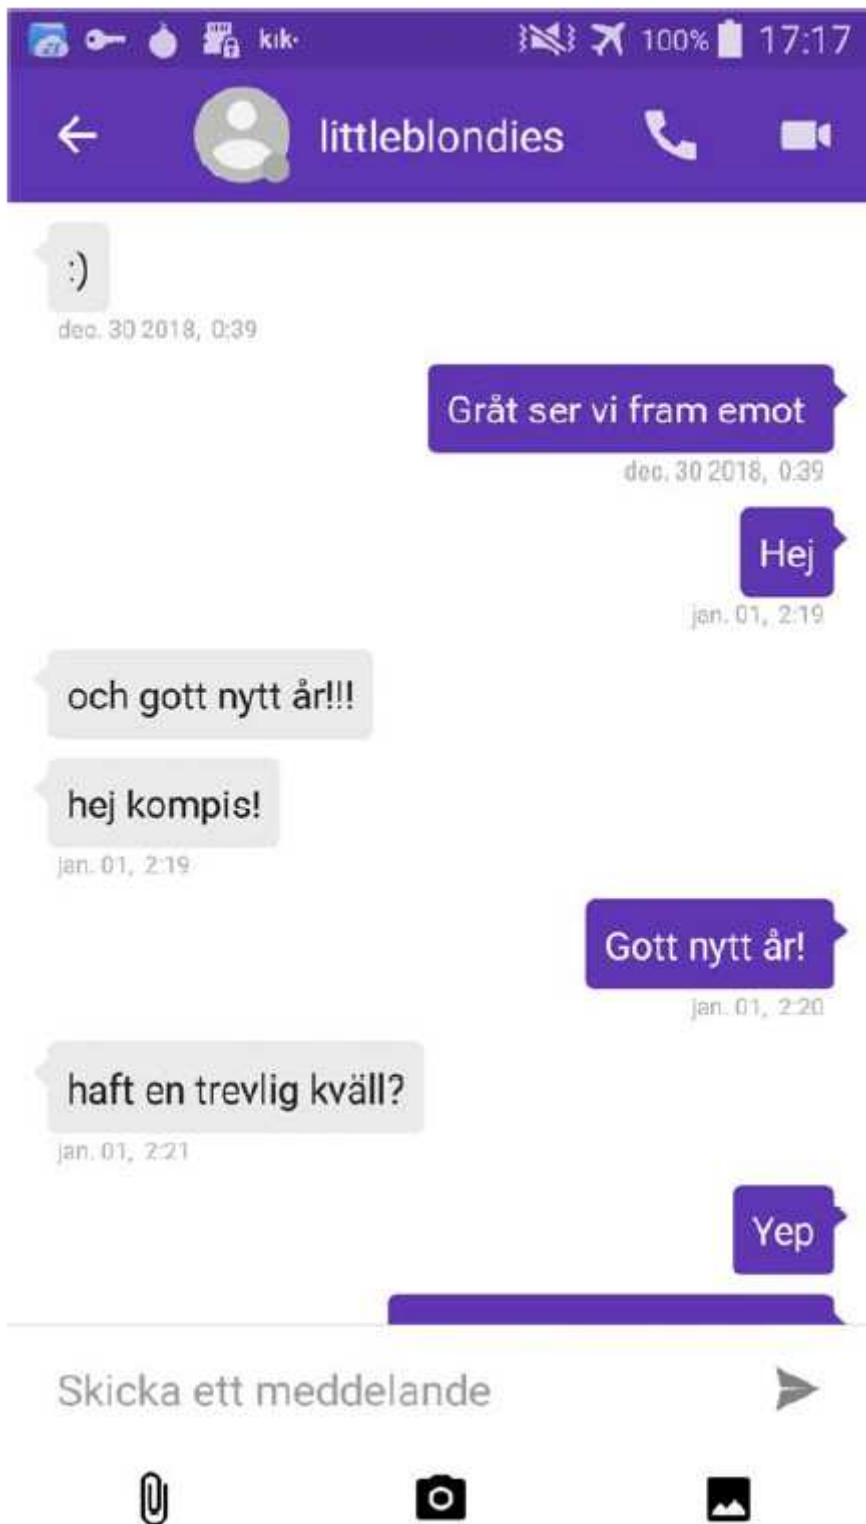 kik·
100% 17:17
littleblondies
:)
dec. 30 2018, 0:39
Gråt ser vi fram emot
dec. 30 2018, 0:39
Hej
jan. 01, 2:19
och gott nytt år!!!
hej kompis!
jan. 01, 2:19
Gott nytt år!
jan. 01, 2:20
haft en trevlig kväll?
jan. 01, 2:21
Yep
Skicka ett meddelande